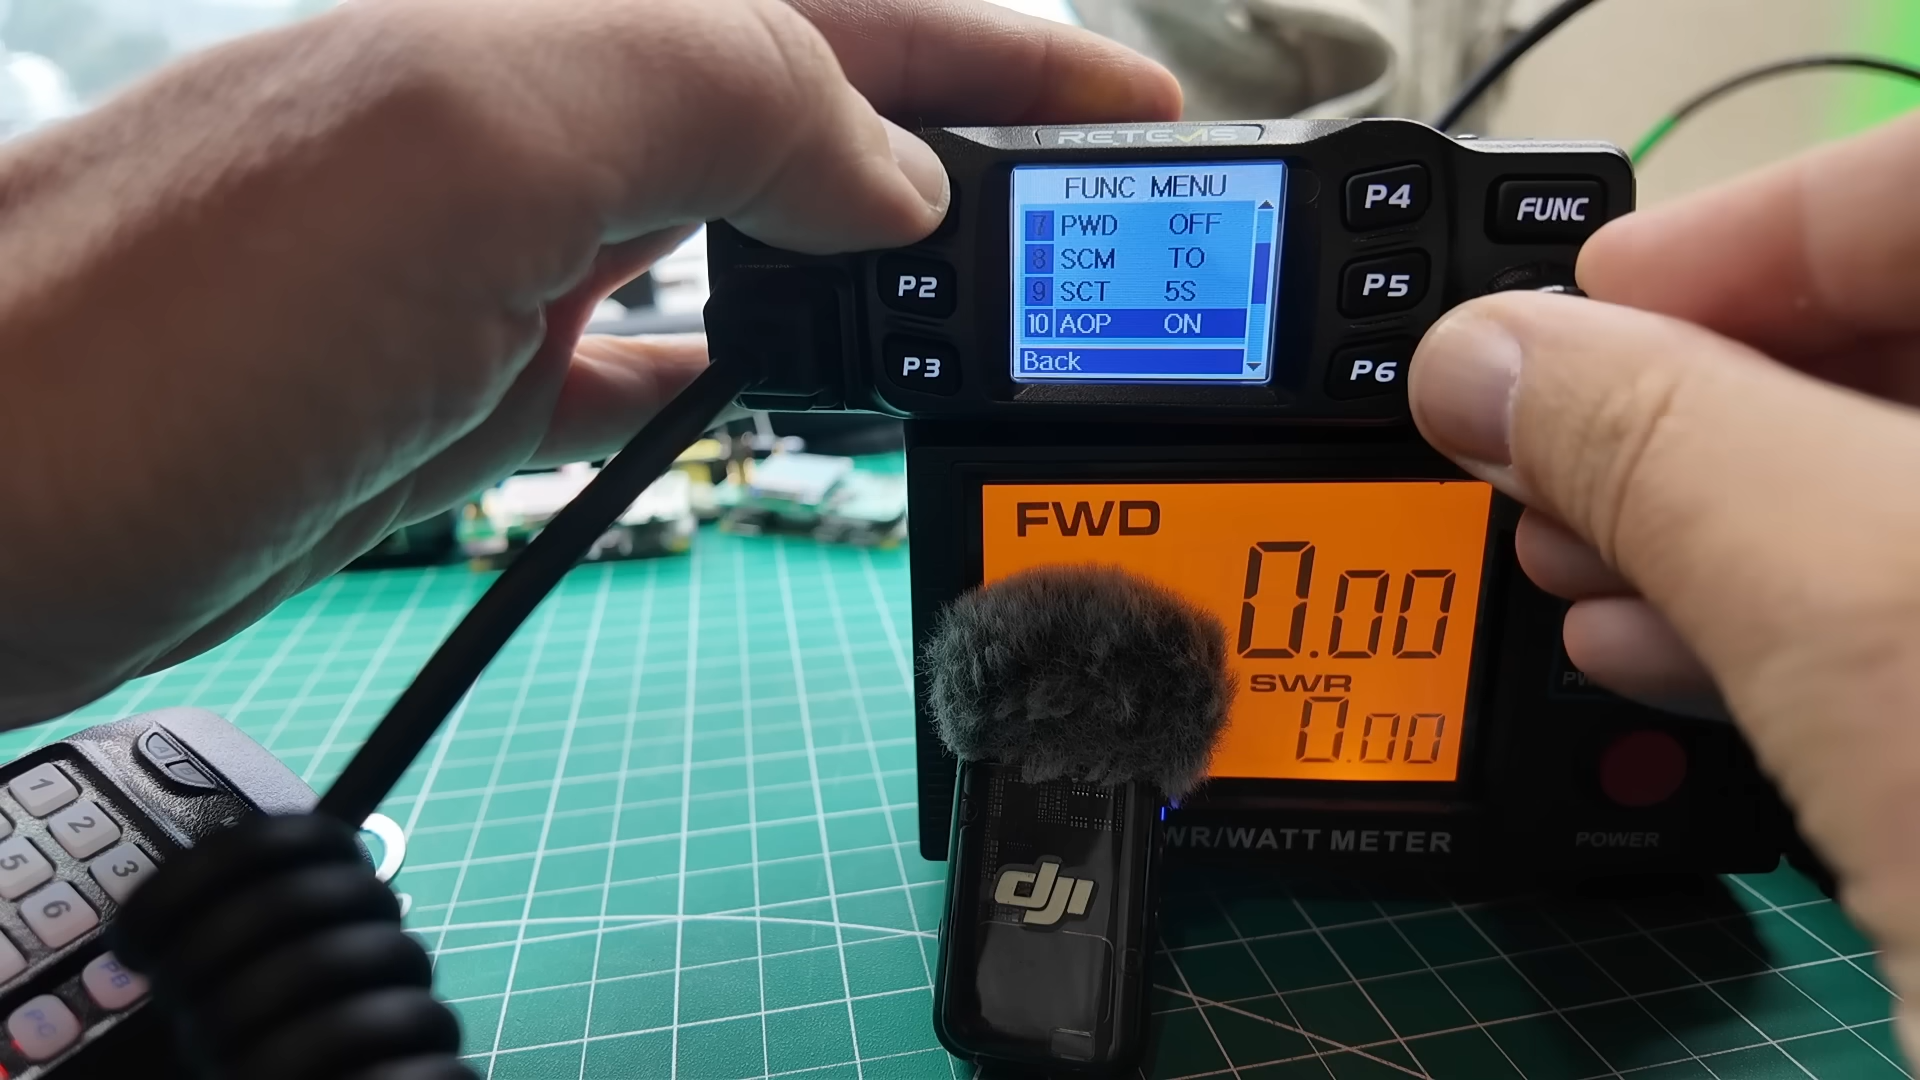 RETEVIS
FUNC MENU
7 PWD OFF
8 SCM TO
9 SCT 5S
10 AOP ON
Back
P2
P3
P4
P5
P6
FUNC
FWD
0.00
SWR
0.00
WR/WATT METER
POWER
dji
1
2
3
5
6
PB